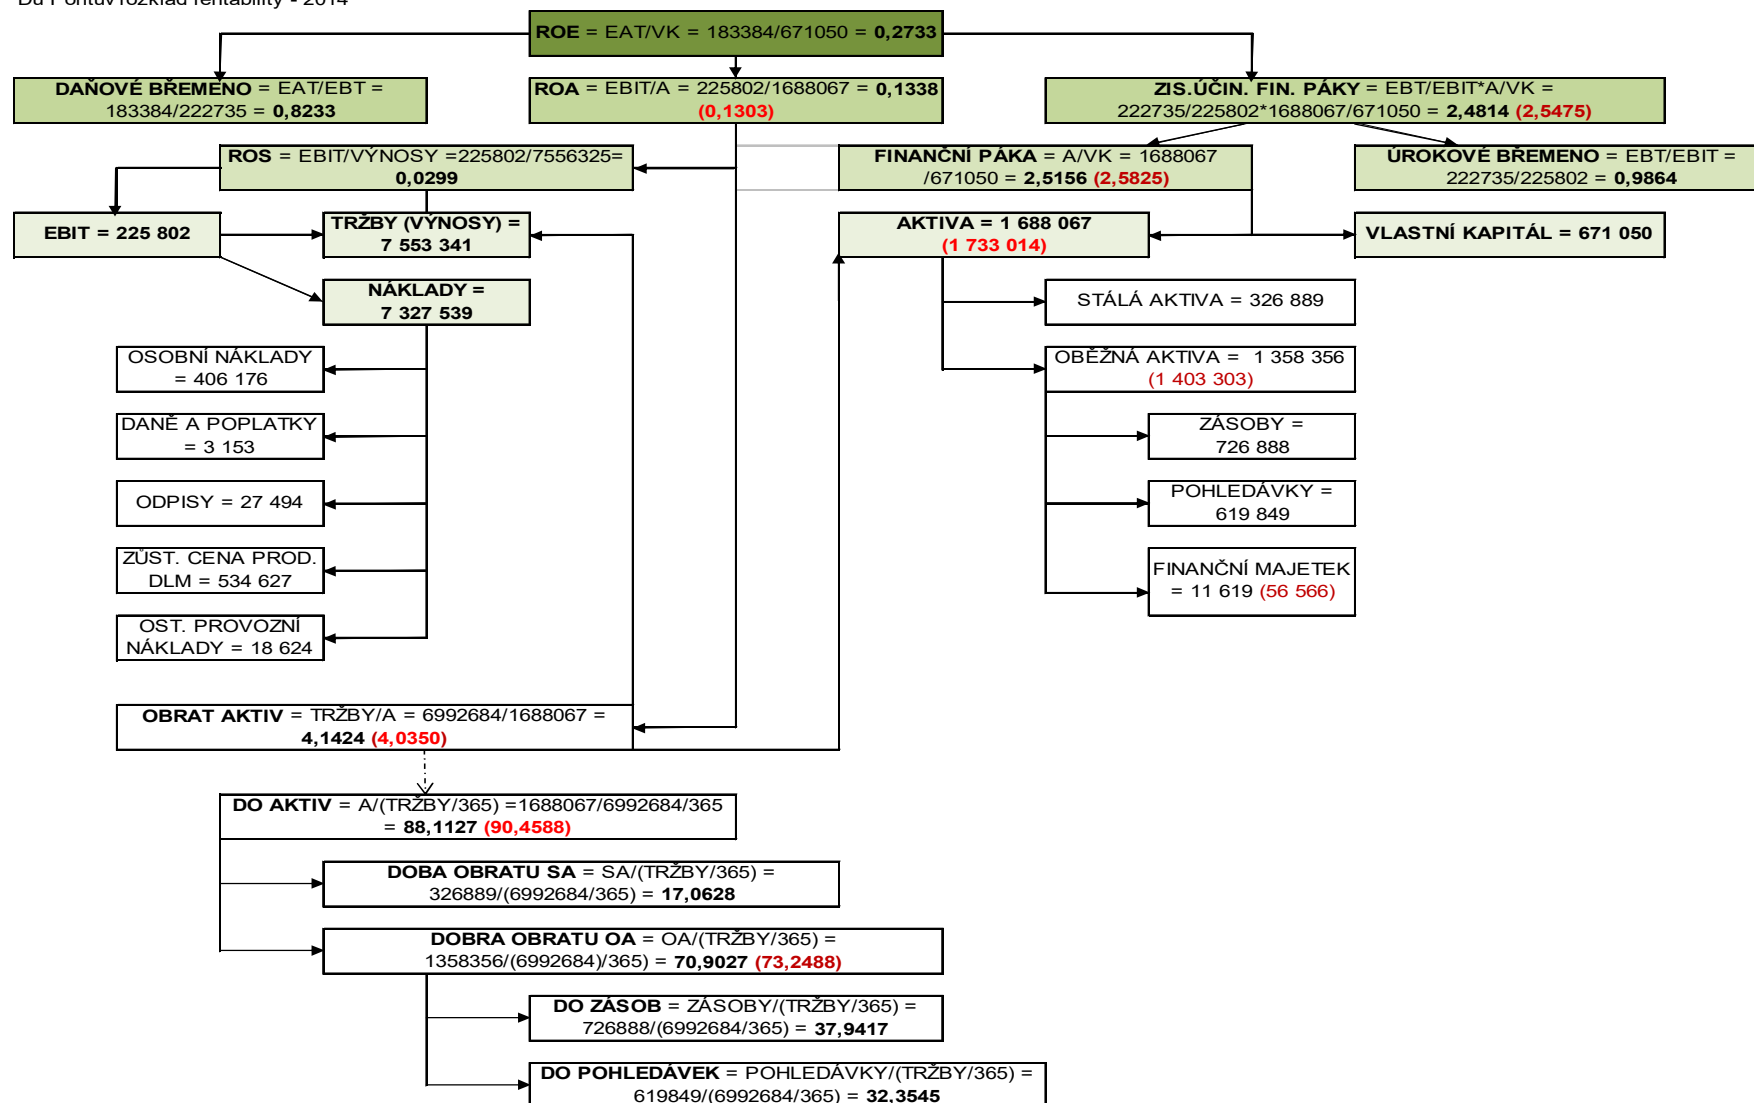 Du Pontův rozklad rentability - 2014
ROE = EAT/VK = 183384/671050 = 0,2733
DAŇOVÉ BŘEMENO = EAT/EBT =
183384/222735 = 0,8233
ROA = EBIT/A = 225802/1688067 = 0,1338
(0,1303)
ZIS.ÚČIN. FIN. PÁKY = EBT/EBIT*A/VK =
222735/225802*1688067/671050 = 2,4814 (2,5475)
ROS = EBIT/VÝNOSY =225802/7556325=
0,0299
FINANČNÍ PÁKA = A/VK = 1688067
/671050 = 2,5156 (2,5825)
ÚROKOVÉ BŘEMENO = EBT/EBIT =
222735/225802 = 0,9864
EBIT = 225 802
TRŽBY (VÝNOSY) =
7 553 341
AKTIVA = 1 688 067
(1 733 014)
VLASTNÍ KAPITÁL = 671 050
NÁKLADY =
7 327 539
STÁLÁ AKTIVA = 326 889
OSOBNÍ NÁKLADY
= 406 176
OBĚŽNÁ AKTIVA = 1 358 356
(1 403 303)
DANĚ A POPLATKY
= 3 153
ZÁSOBY =
726 888
ODPISY = 27 494
POHLEDÁVKY =
619 849
ZŮST. CENA PROD.
DLM = 534 627
FINANČNÍ MAJETEK
= 11 619 (56 566)
OST. PROVOZNÍ
NÁKLADY = 18 624
OBRAT AKTIV = TRŽBY/A = 6992684/1688067 =
4,1424 (4,0350)
DO AKTIV = A/(TRŽBY/365) =1688067/6992684/365
= 88,1127 (90,4588)
DOBA OBRATU SA = SA/(TRŽBY/365) =
326889/(6992684/365) = 17,0628
DOBRA OBRATU OA = OA/(TRŽBY/365) =
1358356/(6992684)/365) = 70,9027 (73,2488)
DO ZÁSOB = ZÁSOBY/(TRŽBY/365) =
726888/(6992684/365) = 37,9417
DO POHLEDÁVEK = POHLEDÁVKY/(TRŽBY/365) =
619849/(6992684/365) = 32,3545